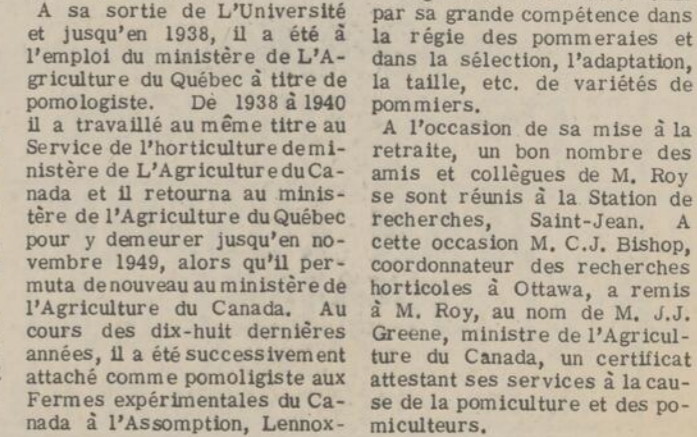 A sa sortie de L'Université
et jusqu'en 1938, il a été à
l'emploi du ministère de L'A-
griculture du Québec à titre de
pomologiste. De 1938 à 1940
il a travaillé au même titre au
Service de l'horticulture de mi-
nistère de L'Agriculture du Ca-
nada et il retourna au minis-
tère de l'Agriculture du Québec
pour y demeurer jusqu'en no-
vembre 1949, alors qu'il per-
muta de nouveau au ministère de
l'Agriculture du Canada. Au
cours des dix-huit dernières
années, il a été successivement
attaché comme pomoligiste aux
Fermes expérimentales du Ca-
nada à l'Assomption, Lennox-
par sa grande compétence dans
la régie des pommeraies et
dans la sélection, l'adaptation,
la taille, etc. de variétés de
pommiers.
A l'occasion de sa mise à la
retraite, un bon nombre des
amis et collègues de M. Roy
se sont réunis à la Station de
recherches, Saint-Jean. A
cette occasion M. C.J. Bishop,
coordonnateur des recherches
horticoles à Ottawa, a remis
à M. Roy, au nom de M. J.J.
Greene, ministre de l'Agricul-
ture du Canada, un certificat
attestant ses services à la cau-
se de la pomiculture et des po-
miculteurs.